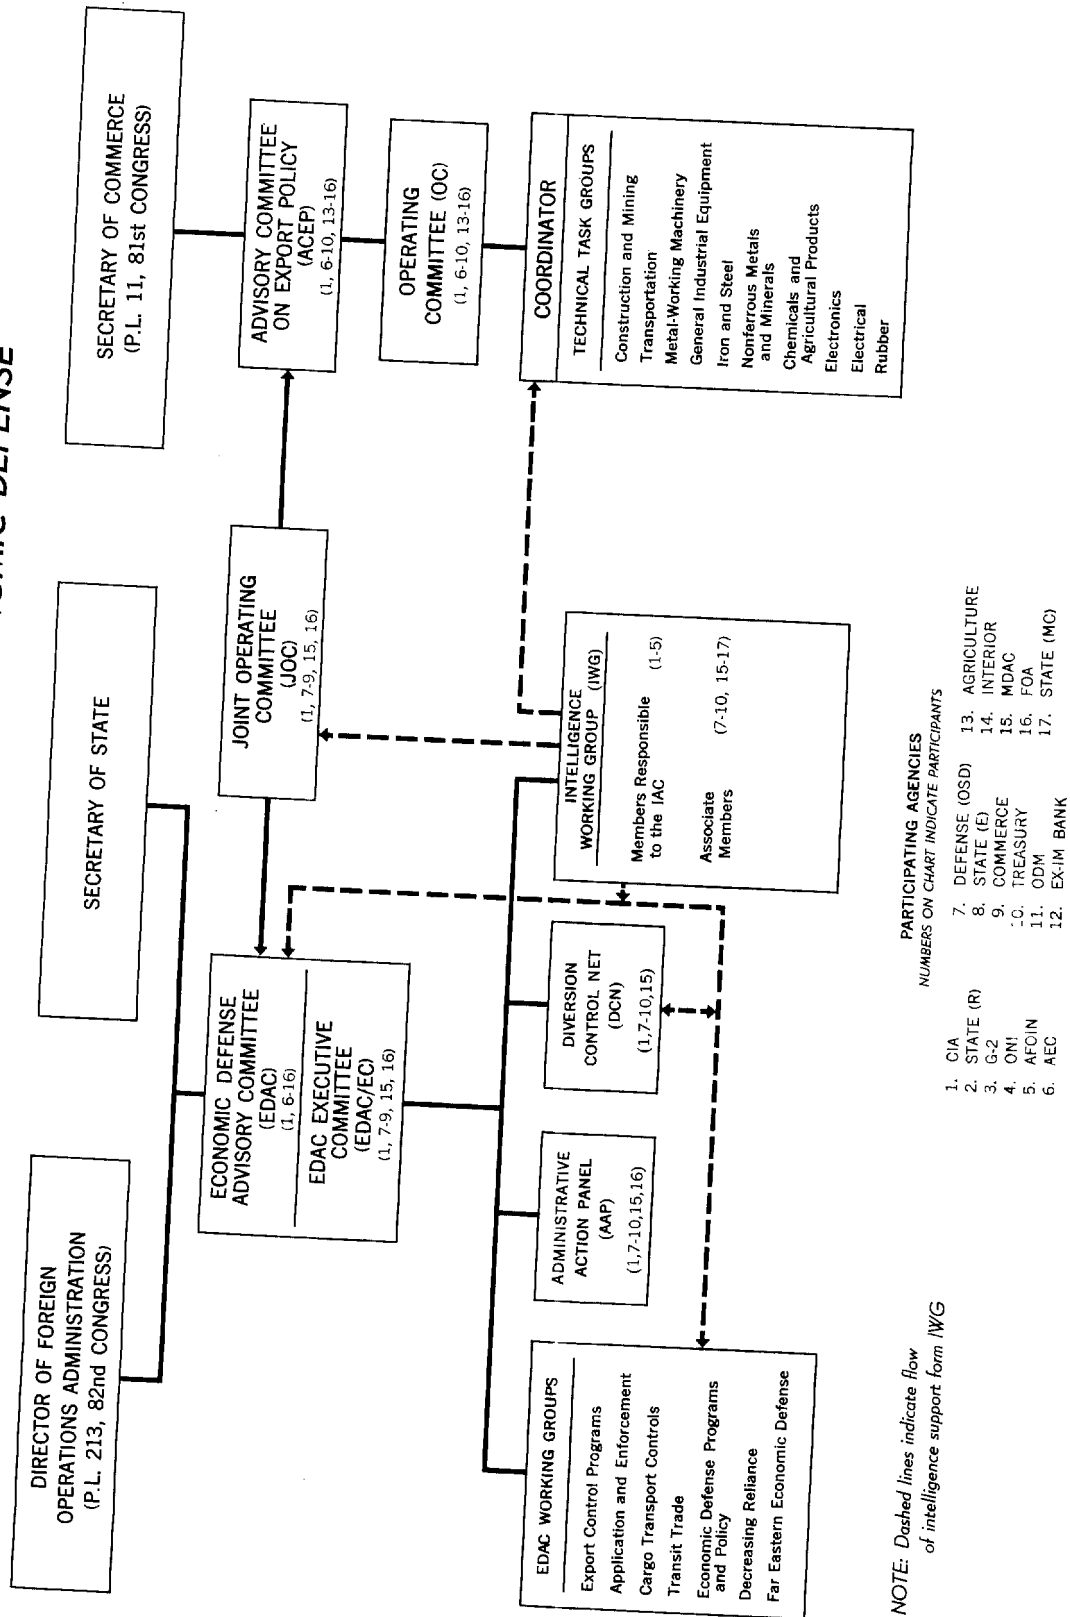 DEFENSE
DIRECTOR OF FOREIGN
OPERATIONS ADMINISTRATION
(P.L. 213, 82nd CONGRESS)
SECRETARY OF STATE
SECRETARY OF COMMERCE
(P.L. 11, 81st CONGRESS)
ECONOMIC DEFENSE
ADVISORY COMMITTEE
(EDAC)
(1, 6-16)
EDAC EXECUTIVE
COMMITTEE
(EDAC/EC)
(1, 7-9, 15, 16)
JOINT OPERATING
COMMITTEE
(JOC)
(1, 7-9, 15, 16)
ADVISORY COMMITTEE
ON EXPORT POLICY
(ACEP)
(1, 6-10, 13-16)
OPERATING
COMMITTEE (OC)
(1, 6-10, 13-16)
EDAC WORKING GROUPS
Export Control Programs
Application and Enforcement
Cargo Transport Controls
Transit Trade
Economic Defense Programs
and Policy
Decreasing Reliance
Far Eastern Economic Defense
ADMINISTRATIVE
ACTION PANEL
(AAP)
(1,7-10,15,16)
DIVERSION
CONTROL NET
(DCN)
(1,7-10,15)
INTELLIGENCE
WORKING GROUP (IWG)
Members Responsible
to the IAC (1-5)
Associate
Members (7-10, 15-17)
COORDINATOR
TECHNICAL TASK GROUPS
Construction and Mining
Transportation
Metal-Working Machinery
General Industrial Equipment
Iron and Steel
Nonferrous Metals
and Minerals
Chemicals and
Agricultural Products
Electronics
Electrical
Rubber
NOTE: Dashed lines indicate flow
of intelligence support form IWG
PARTICIPATING AGENCIES
NUMBERS ON CHART INDICATE PARTICIPANTS
1. CIA
2. STATE (R)
3. G-2
4. ONI
5. AFOIN
6. AEC
7. DEFENSE (OSD)
8. STATE (E)
9. COMMERCE
10. TREASURY
11. ODM
12. EX-IM BANK
13. AGRICULTURE
14. INTERIOR
15. MDAC
16. FOA
17. STATE (MC)